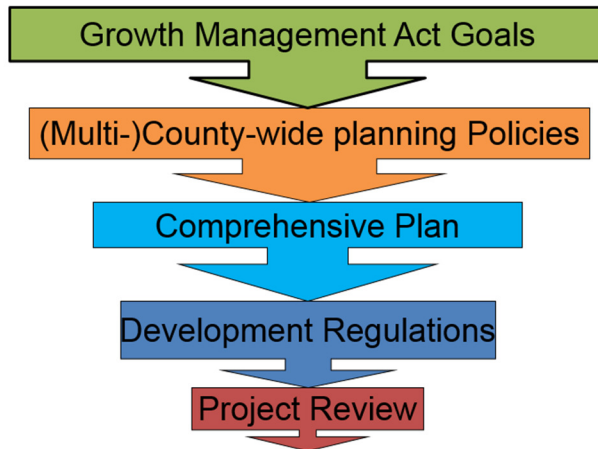 Growth Management Act Goals
(Multi-)County-wide planning Policies
Comprehensive Plan
Development Regulations
Project Review